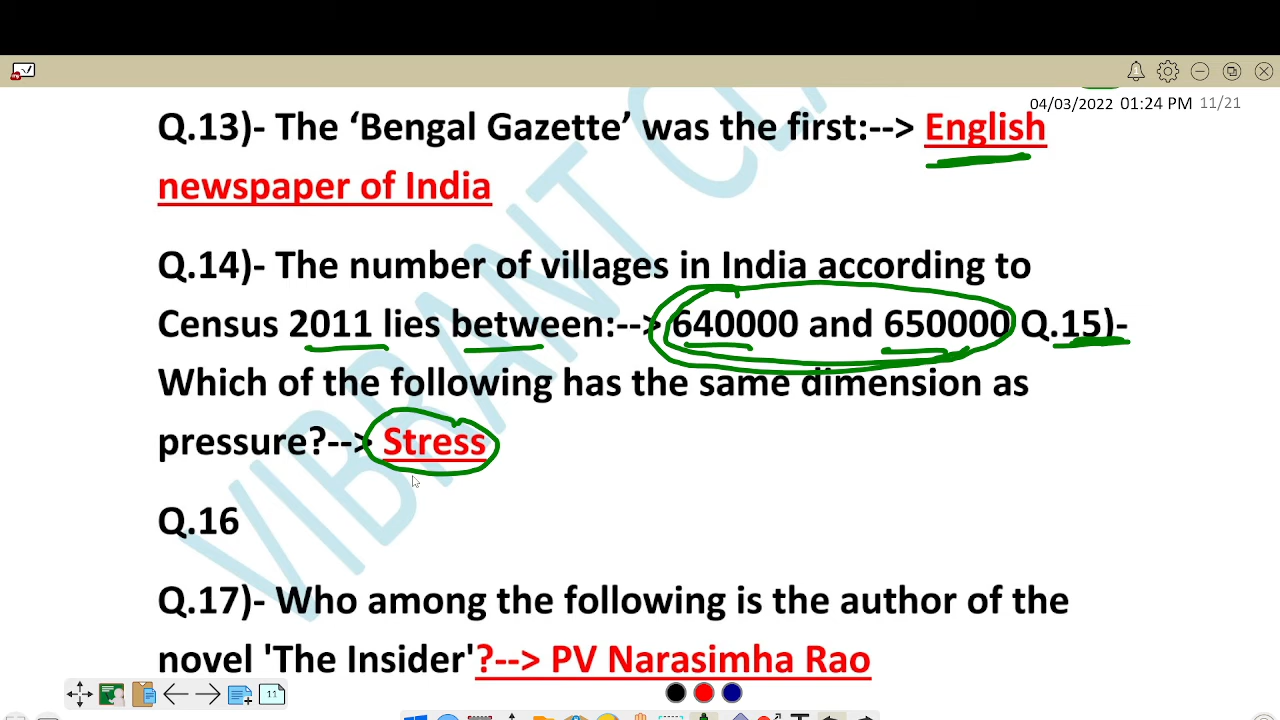 04/03/2022 01:24 PM 11/21
Q.13)- The ‘Bengal Gazette’ was the first:--> English
newspaper of India
Q.14)- The number of villages in India according to
Census 2011 lies between:--> 640000 and 650000 Q.15)-
Which of the following has the same dimension as
pressure?--> Stress
Q.16
Q.17)- Who among the following is the author of the
novel 'The Insider'?--> PV Narasimha Rao
11
VIBRANT